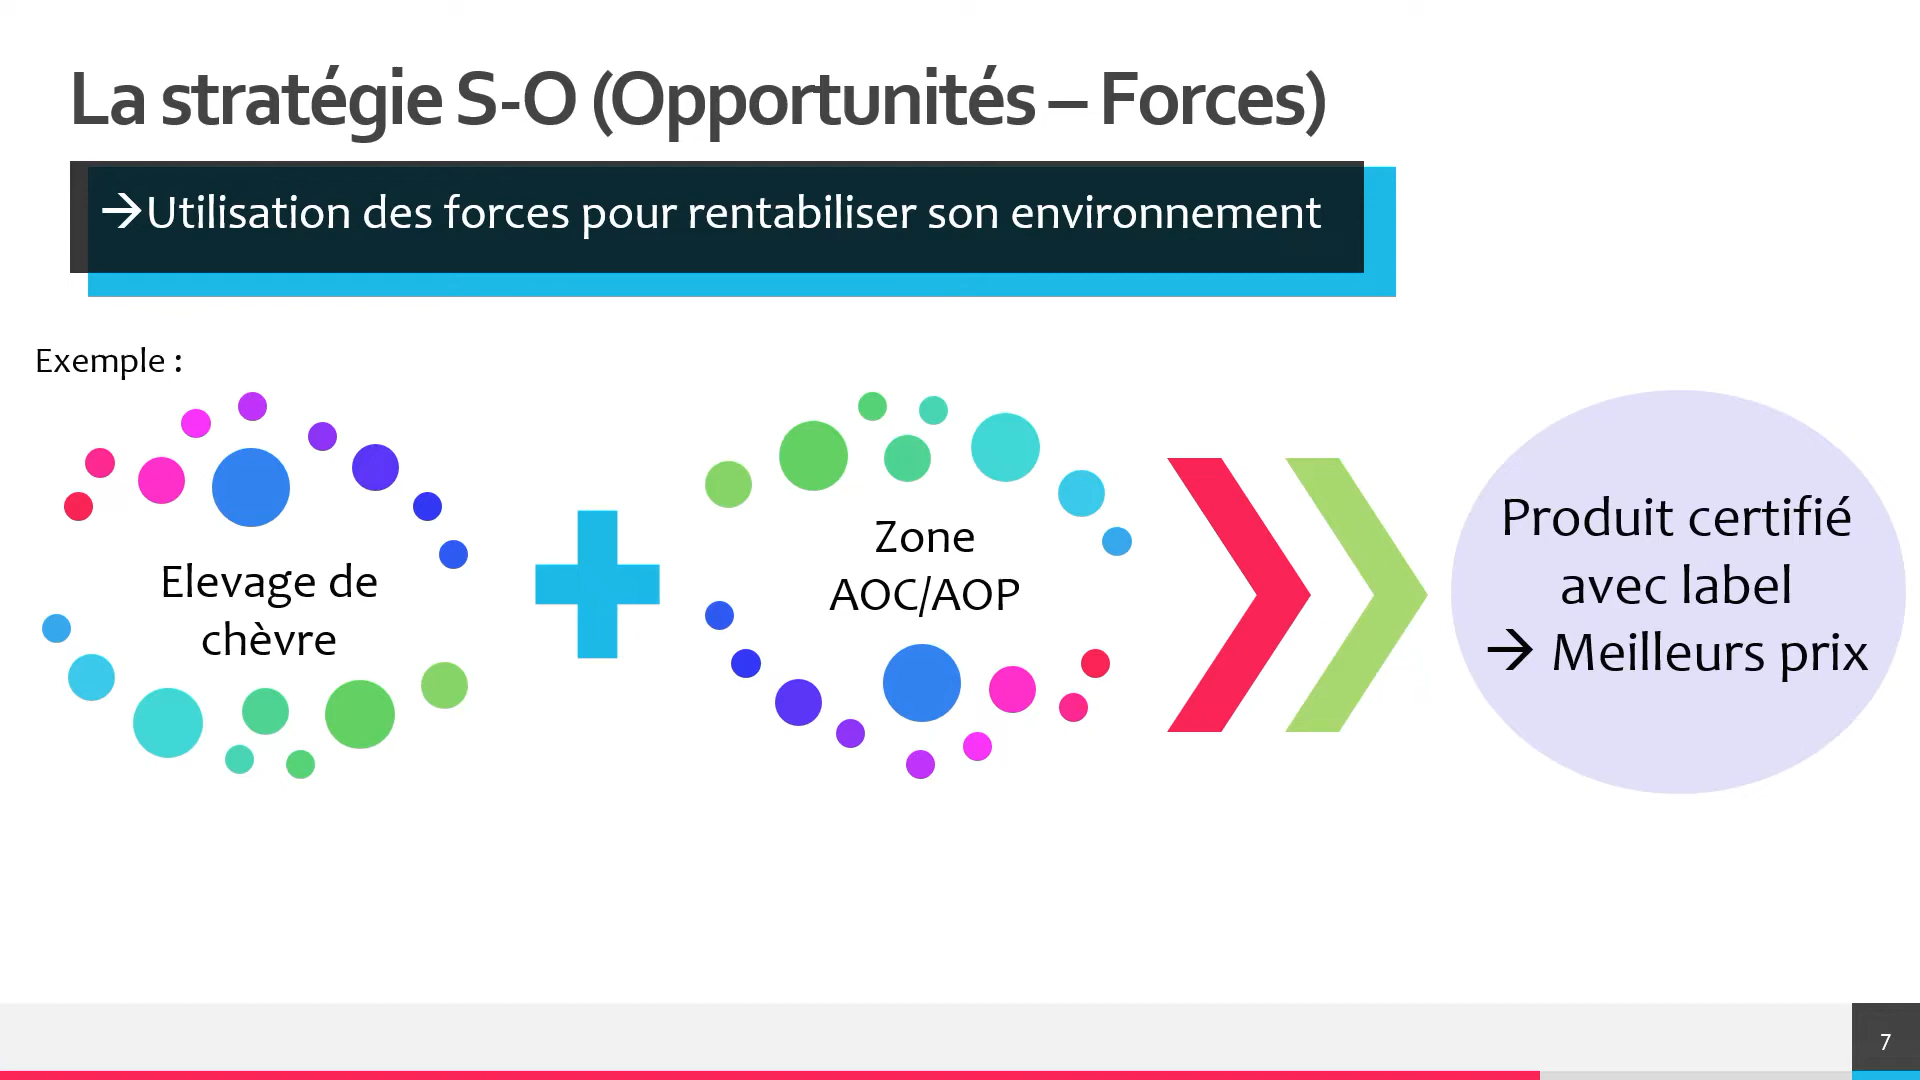 La stratégie S-O (Opportunités – Forces)
→Utilisation des forces pour rentabiliser son environnement
Exemple :
Elevage de
chèvre
Zone
AOC/AOP
Produit certifié
avec label
→ Meilleurs prix
7